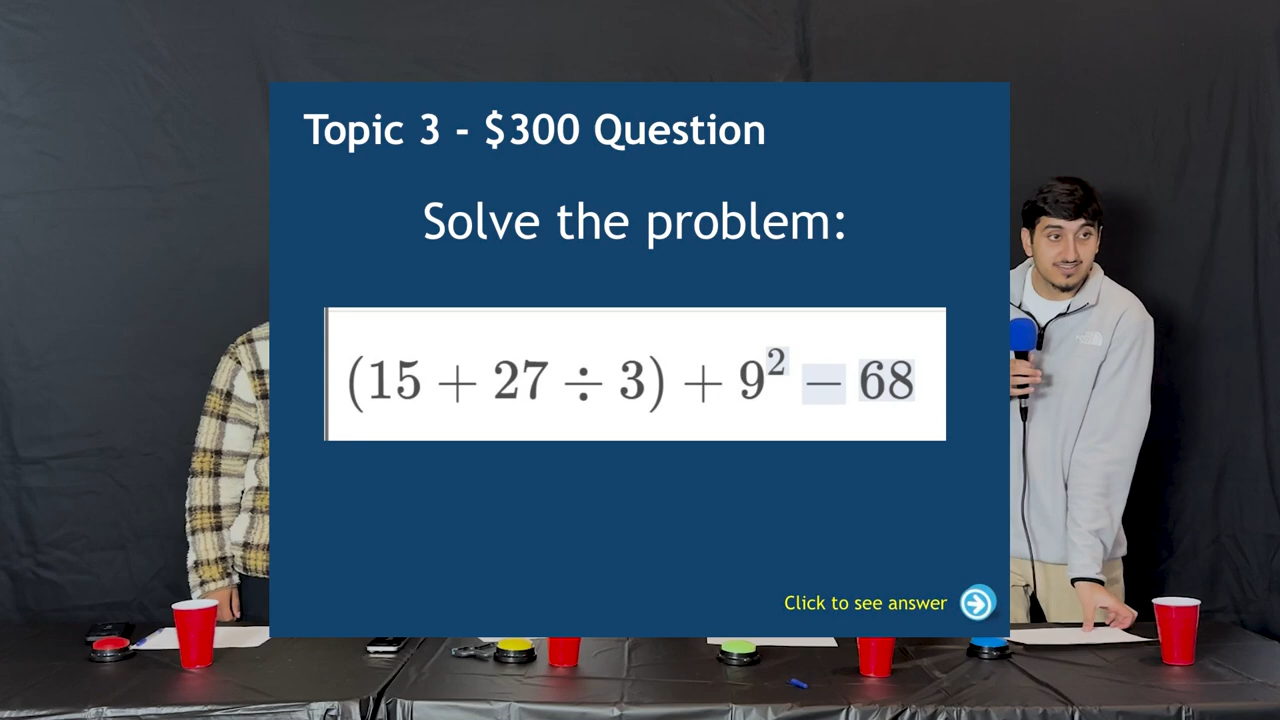 Topic 3 - $300 Question
Solve the problem:
(15 + 27 ÷ 3) + 9² − 68
Click to see answer